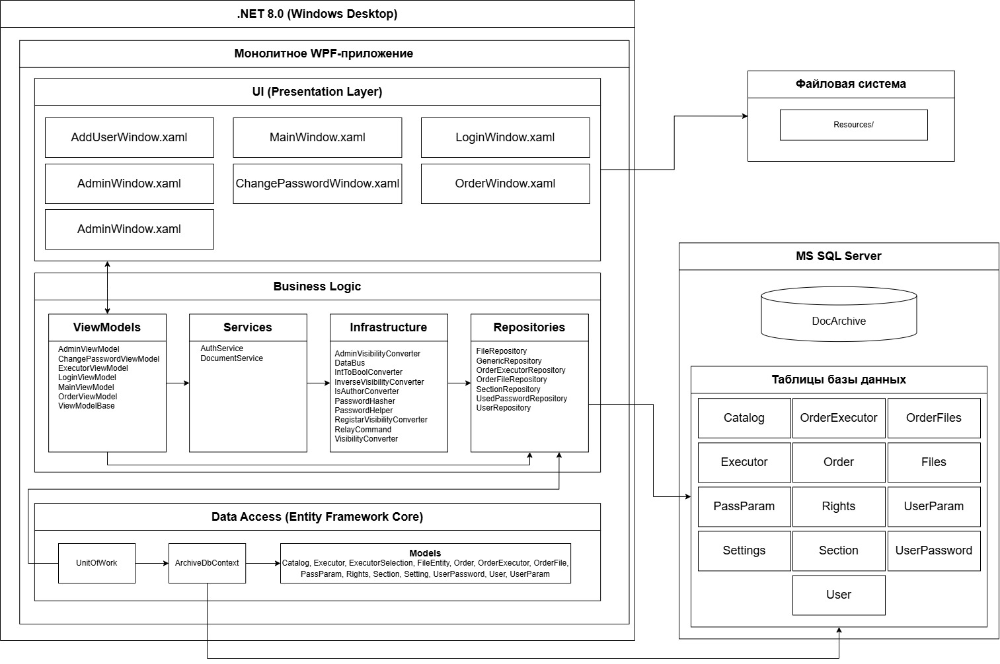 .NET 8.0 (Windows Desktop)
Монолитное WPF-приложение
UI (Presentation Layer)
AddUserWindow.xaml
MainWindow.xaml
LoginWindow.xaml
AdminWindow.xaml
ChangePasswordWindow.xaml
OrderWindow.xaml
AdminWindow.xaml
Business Logic
ViewModels
AdminViewModel
ChangePasswordViewModel
ExecutorViewModel
LoginViewModel
MainViewModel
OrderViewModel
ViewModelBase
Services
AuthService
DocumentService
Infrastructure
AdminVisibilityConverter
DataBus
IntToBoolConverter
InverseVisibilityConverter
IsAuthorConverter
PasswordHasher
PasswordHelper
RegistarVisibilityConverter
RelayCommand
VisibilityConverter
Repositories
FileRepository
GenericRepository
OrderExecutorRepository
OrderFileRepository
SectionRepository
UsedPasswordRepository
UserRepository
Data Access (Entity Framework Core)
UnitOfWork
ArchiveDbContext
Models
Catalog, Executor, ExecutorSelection, FileEntity, Order, OrderExecutor, OrderFile,
PassParam, Rights, Section, Setting, UserPassword, User, UserParam
Файловая система
Resources/
MS SQL Server
DocArchive
Таблицы базы данных
Catalog
OrderExecutor
OrderFiles
Executor
Order
Files
PassParam
Rights
UserParam
Settings
Section
UserPassword
User